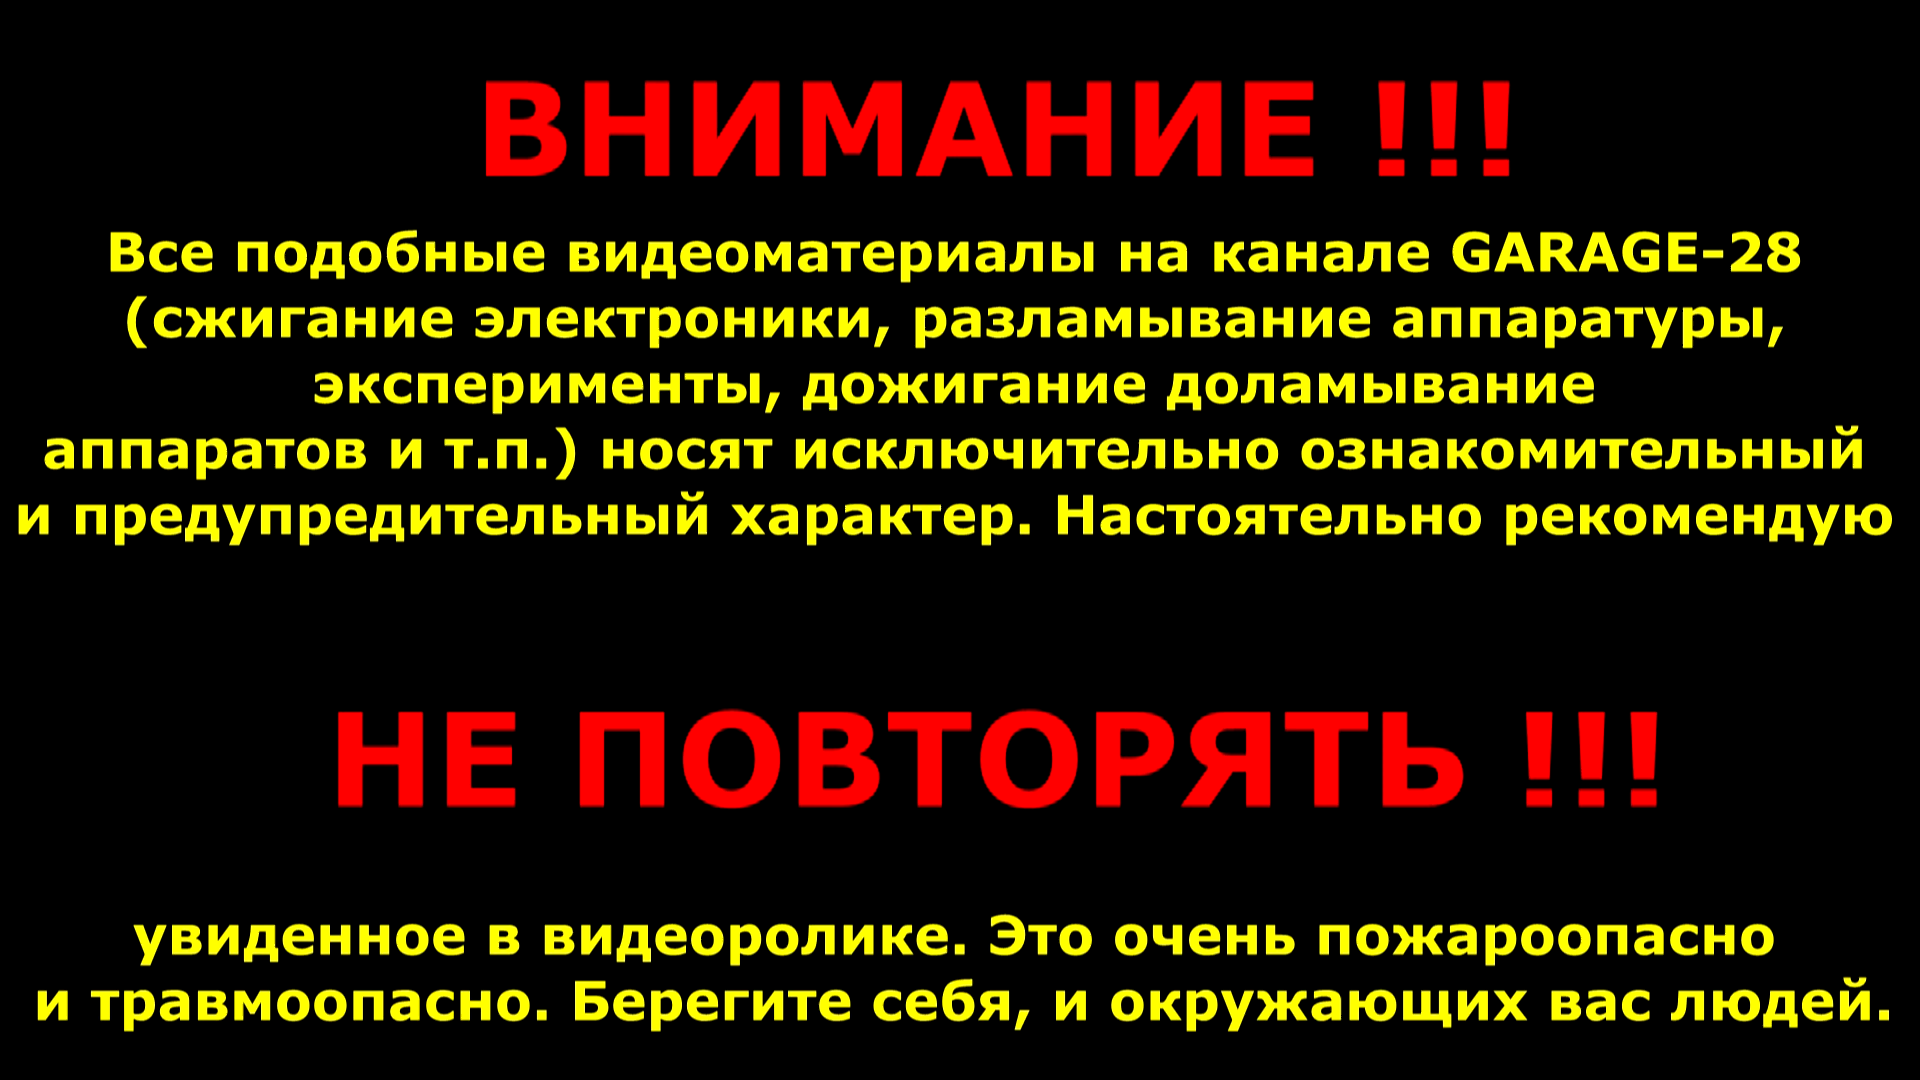 ВНИМАНИЕ !!!
Все подобные видеоматериалы на канале GARAGE-28
(сжигание электроники, разламывание аппаратуры,
эксперименты, дожигание доламывание
аппаратов и т.п.) носят исключительно ознакомительный
и предупредительный характер. Настоятельно рекомендую
НЕ ПОВТОРЯТЬ !!!
увиденное в видеоролике. Это очень пожароопасно
и травмоопасно. Берегите себя, и окружающих вас людей.